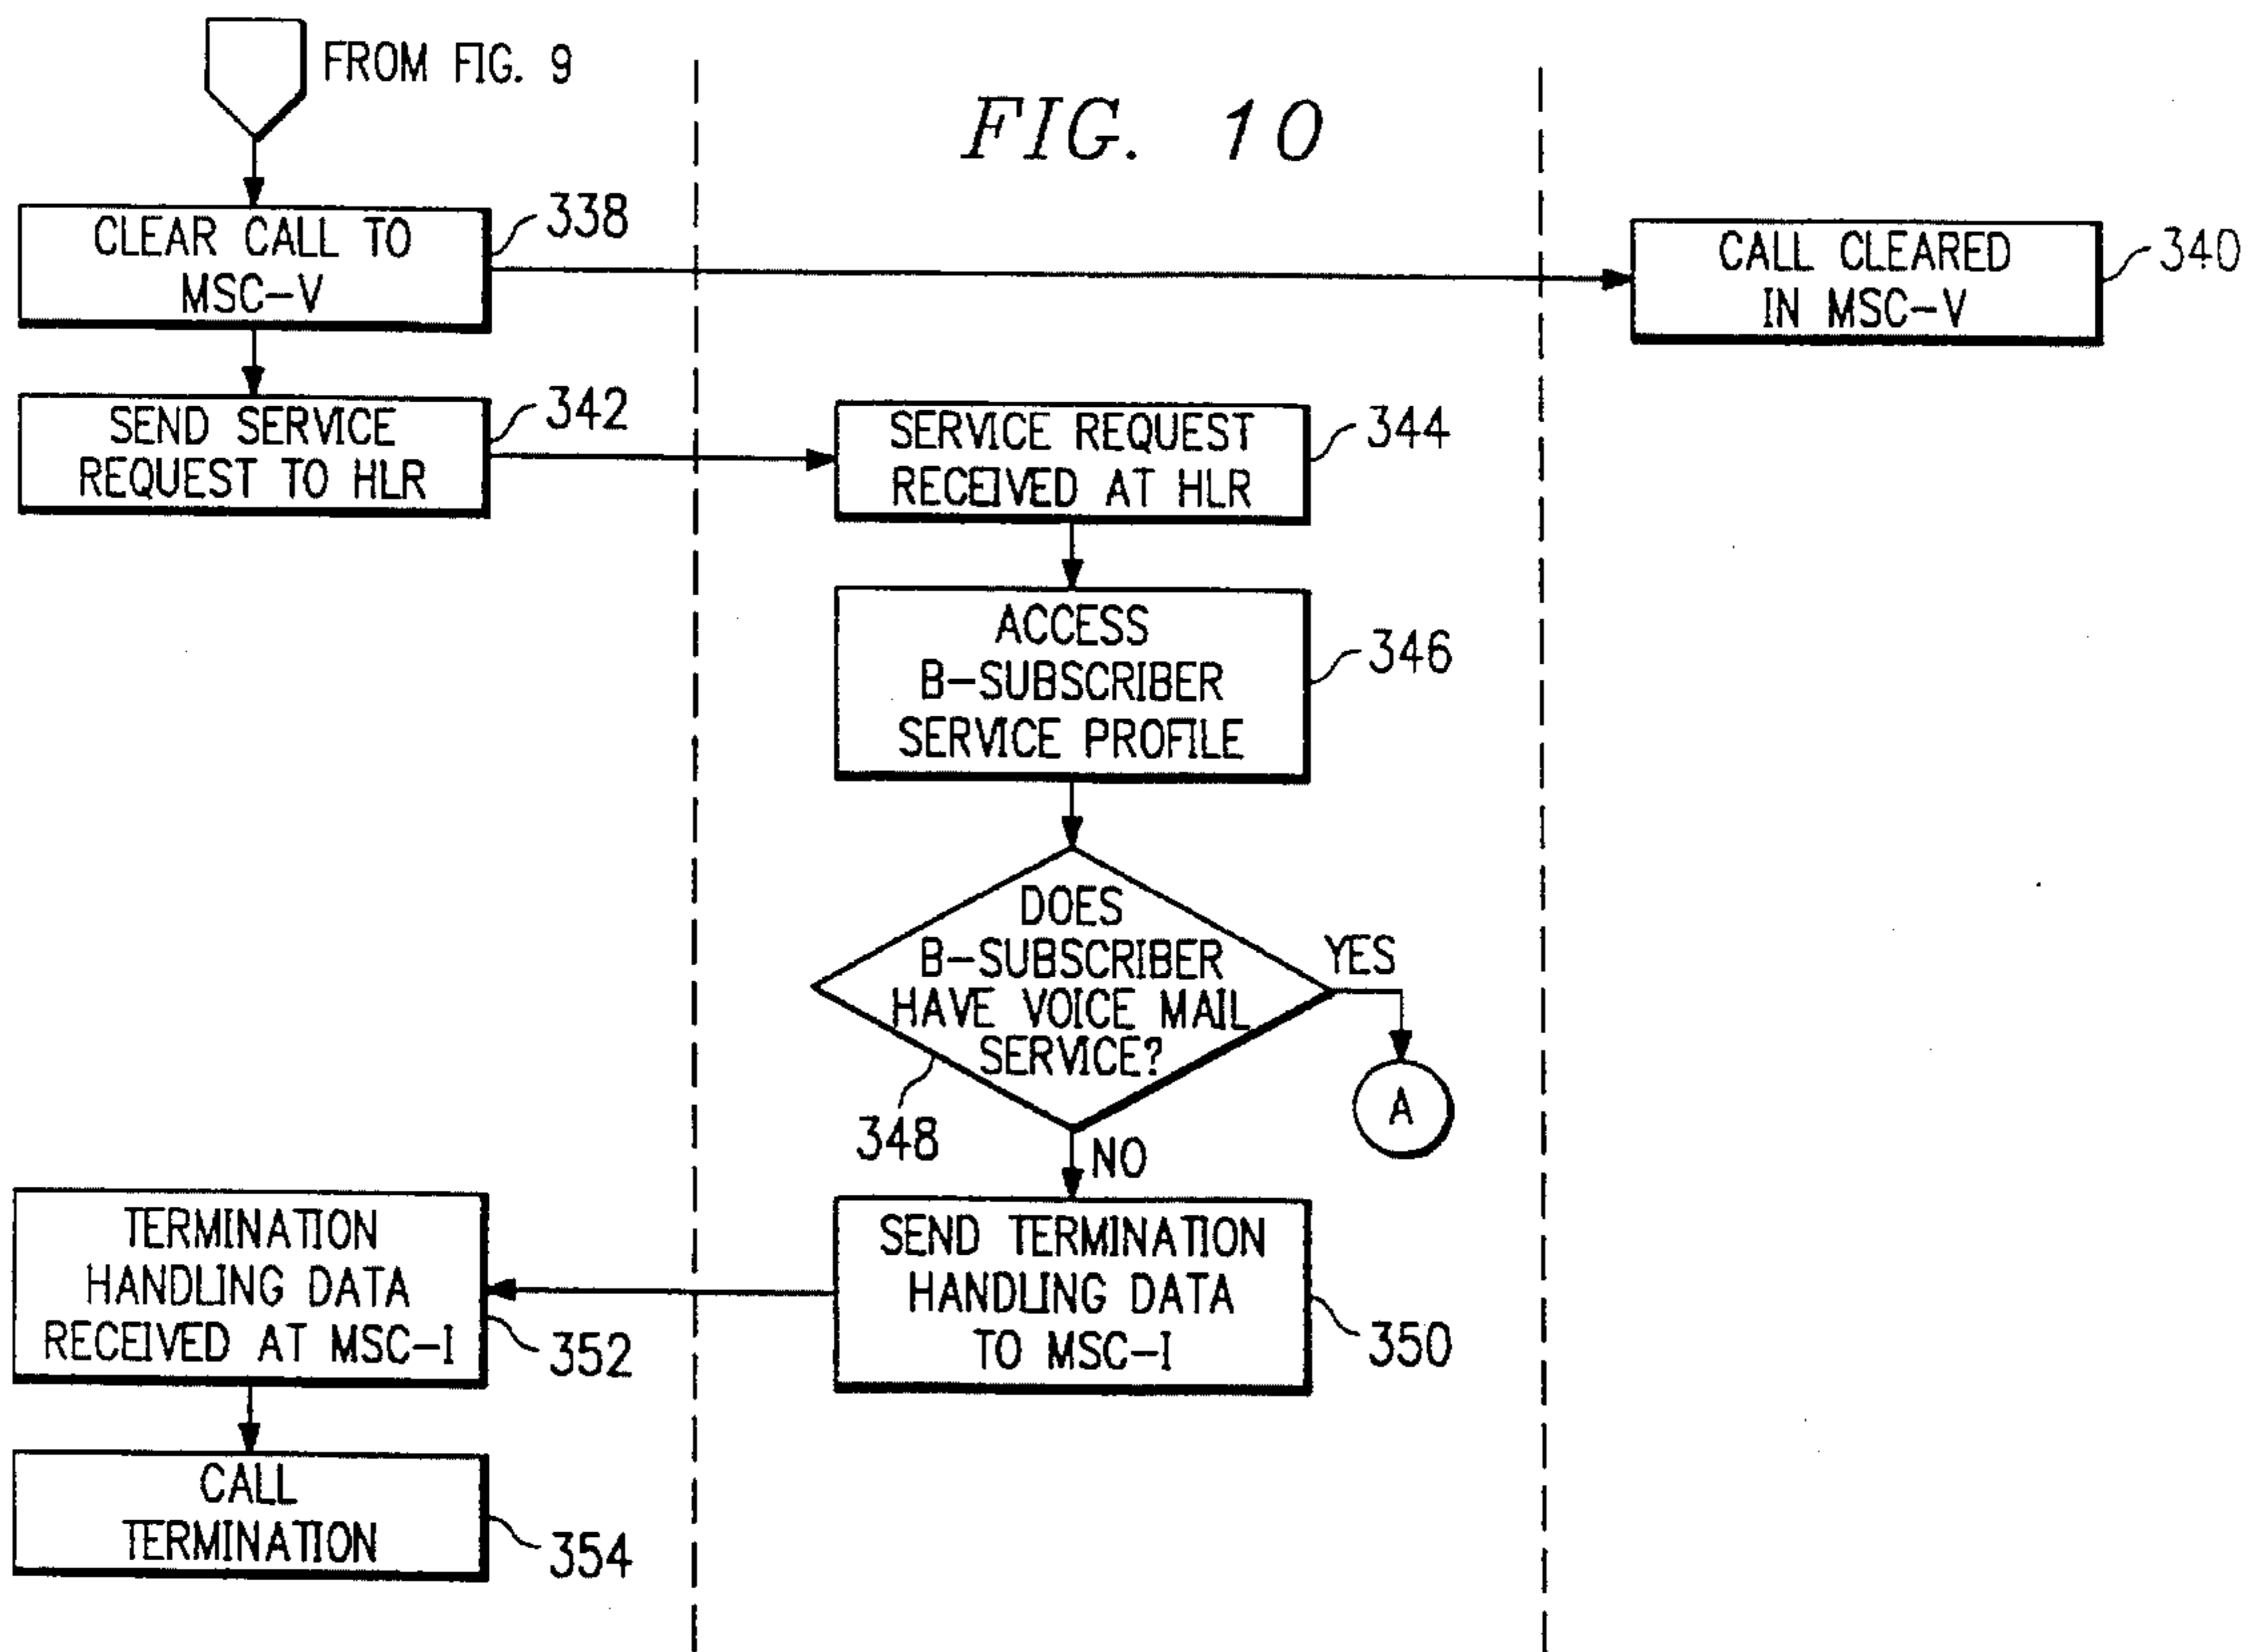 FROM FIG. 9
FIG. 10
CLEAR CALL TO
MSC-V
338
CALL CLEARED
IN MSC-V
340
SEND SERVICE
REQUEST TO HLR
342
SERVICE REQUEST
RECEIVED AT HLR
344
ACCESS
B-SUBSCRIBER
SERVICE PROFILE
346
DOES
B-SUBSCRIBER
HAVE VOICE MAIL
SERVICE?
348
YES
A
NO
SEND TERMINATION
HANDLING DATA
TO MSC-I
350
TERMINATION
HANDLING DATA
RECEIVED AT MSC-I
352
CALL
TERMINATION
354